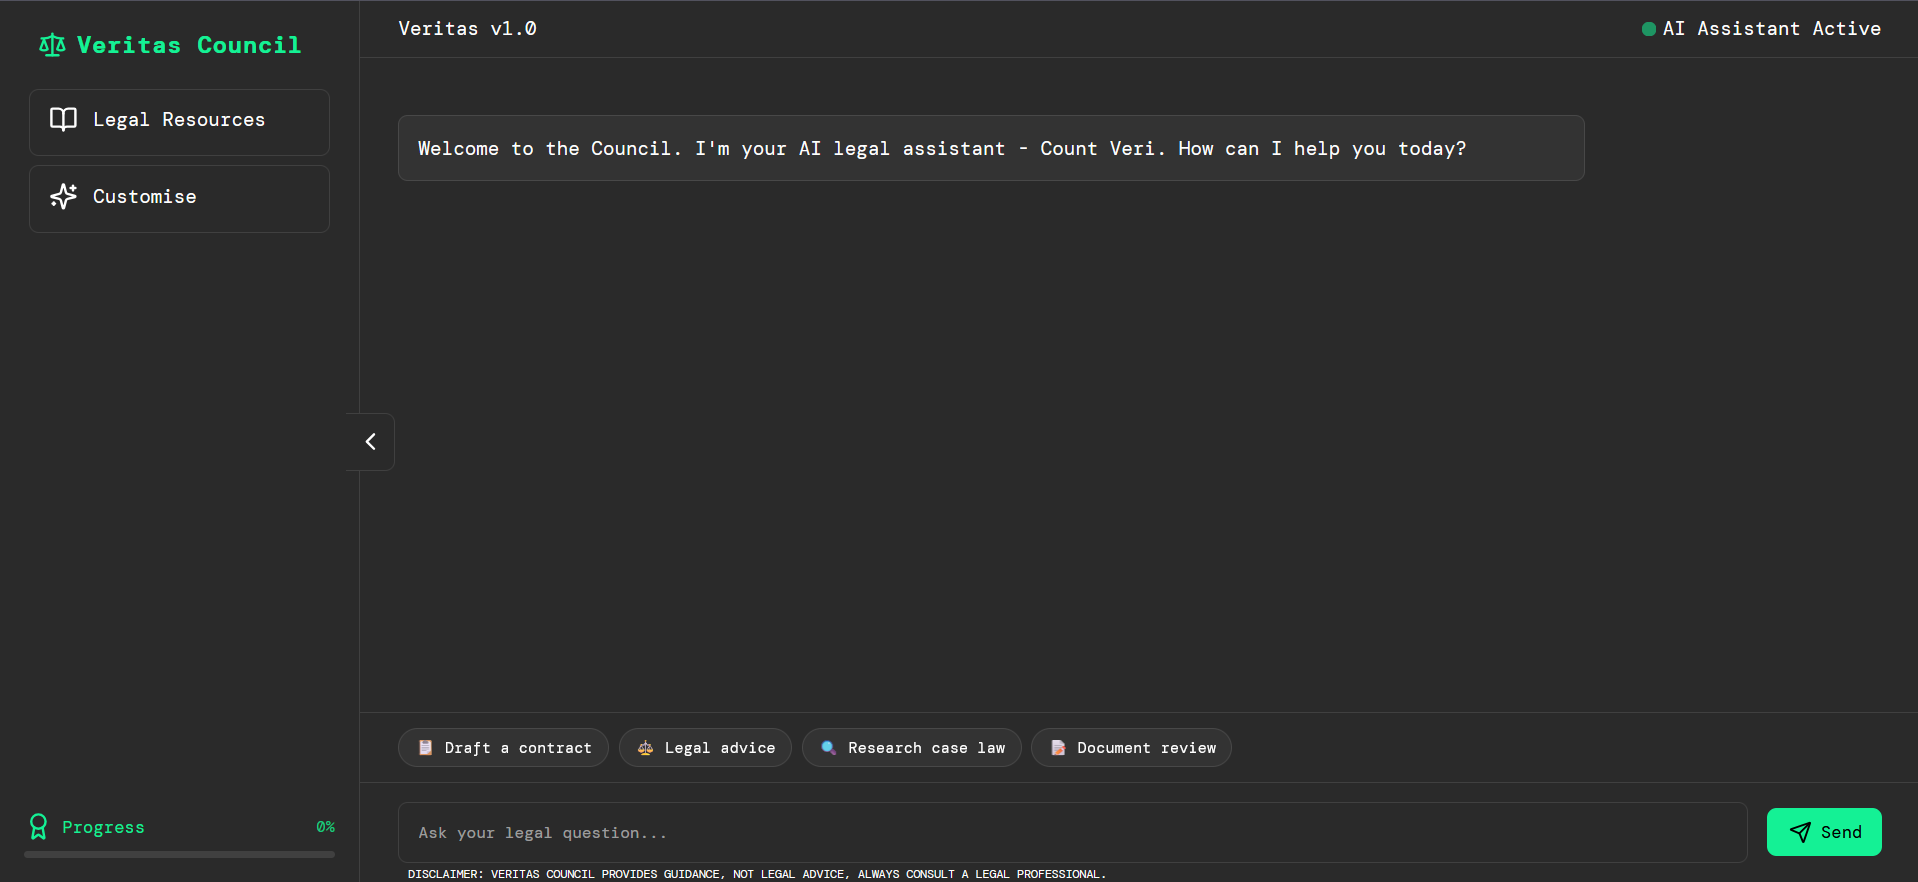 Veritas Council
Legal Resources
Customise
Progress
0%
Veritas v1.0
AI Assistant Active
Welcome to the Council. I'm your AI legal assistant - Count Veri. How can I help you today?
Draft a contract
Legal advice
Research case law
Document review
Ask your legal question...
Send
DISCLAIMER: VERITAS COUNCIL PROVIDES GUIDANCE, NOT LEGAL ADVICE, ALWAYS CONSULT A LEGAL PROFESSIONAL.